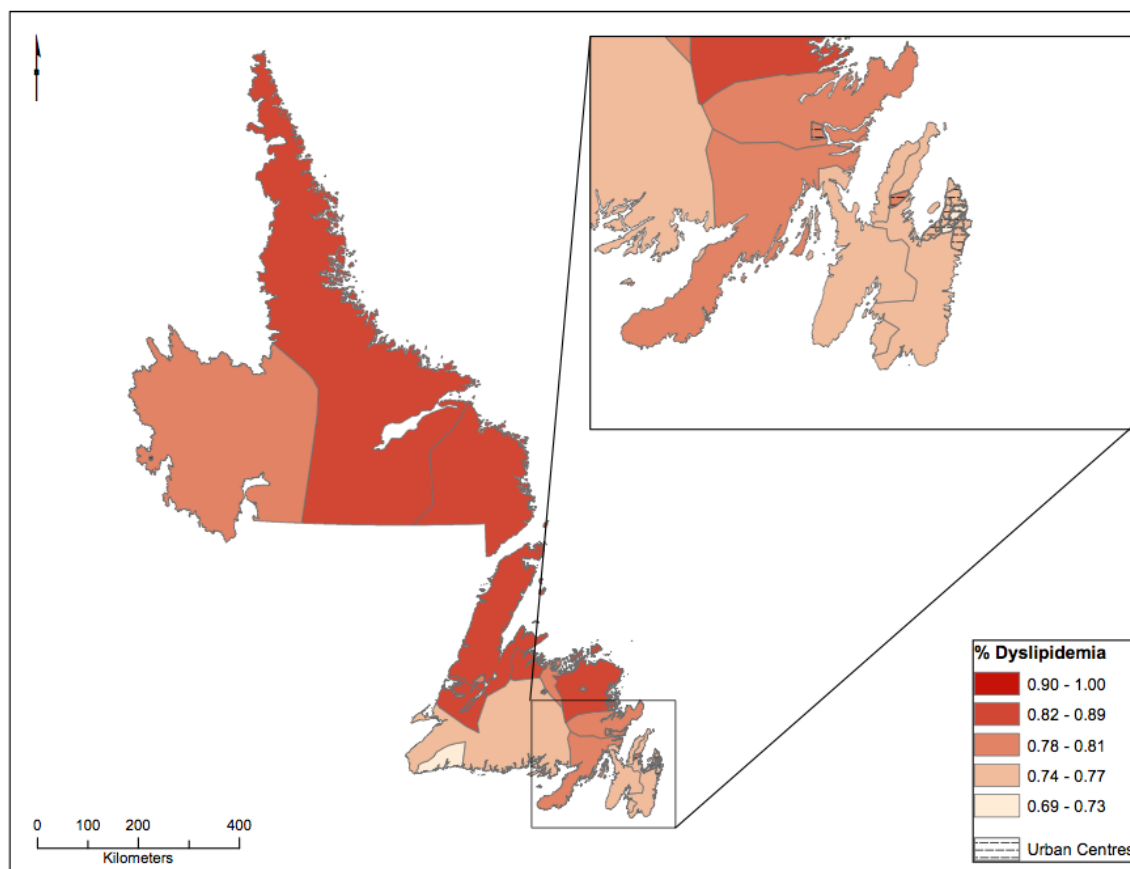 % Dyslipidemia
0.90 - 1.00
0.82 - 0.89
0.78 - 0.81
0.74 - 0.77
0.69 - 0.73
Urban Centres
0 100 200 400
Kilometers